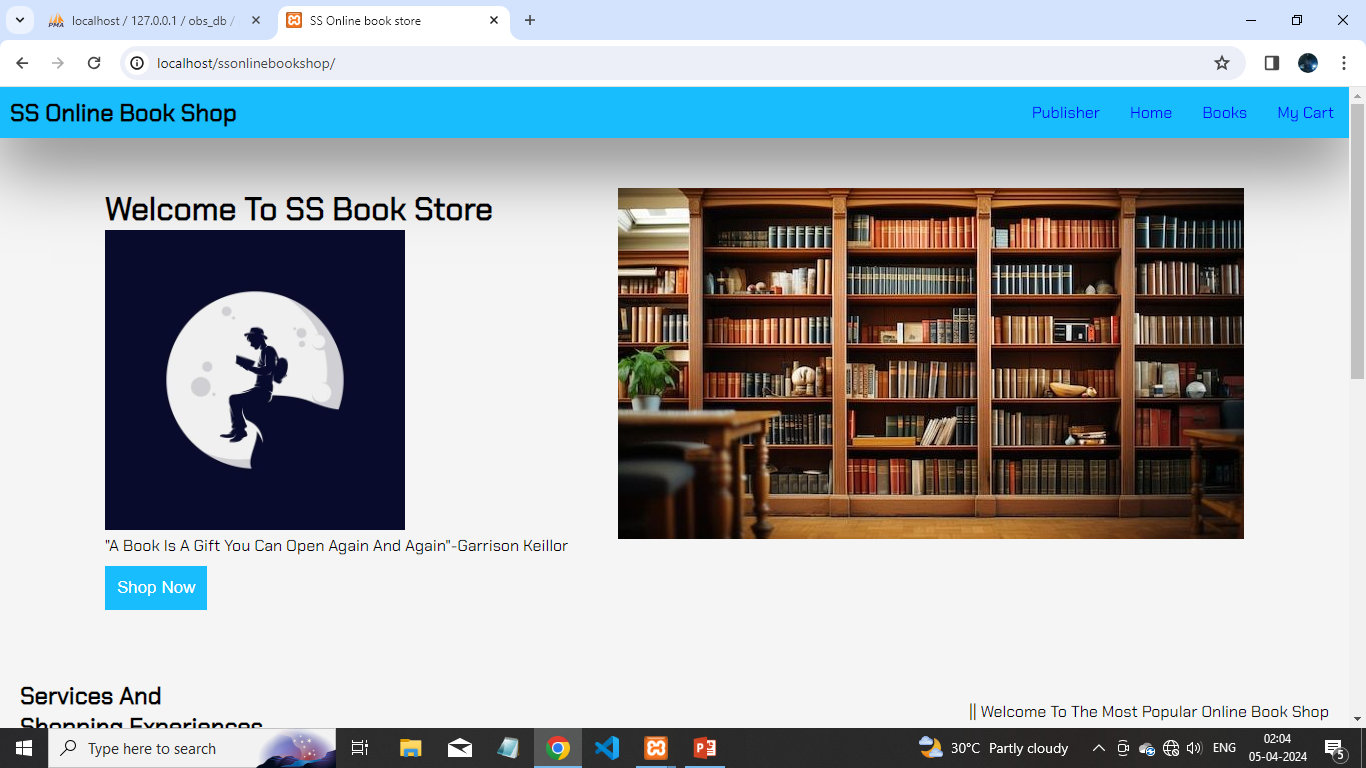 localhost / 127.0.0.1 / obs_db /
SS Online book store
localhost/ssonlinebookshop/
SS Online Book Shop
Publisher Home Books My Cart
Welcome To SS Book Store
"A Book Is A Gift You Can Open Again And Again"-Garrison Keillor
Shop Now
Services And
Shopping Experiences
|| Welcome To The Most Popular Online Book Shop
Type here to search
30°C Partly cloudy
ENG
02:04
05-04-2024
5